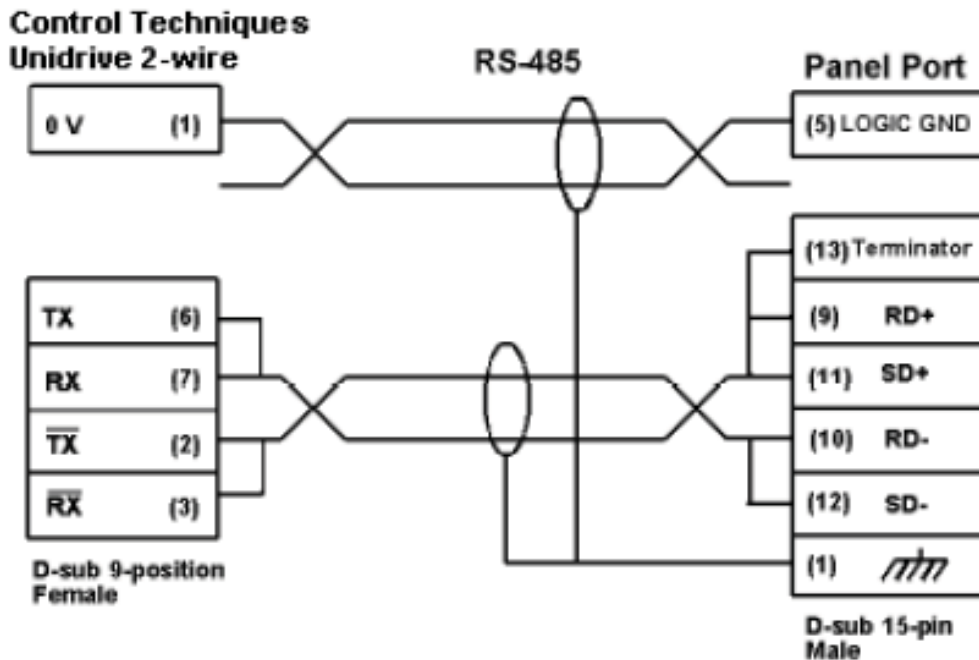 Control Techniques
Unidrive 2-wire
RS-485
Panel Port
0 V (1)
(5) LOGIC GND
(13) Terminator
TX (6)
(9) RD+
RX (7)
(11) SD+
T̅X̅ (2)
(10) RD-
R̅X̅ (3)
(12) SD-
(1)
D-sub 9-position
Female
D-sub 15-pin
Male